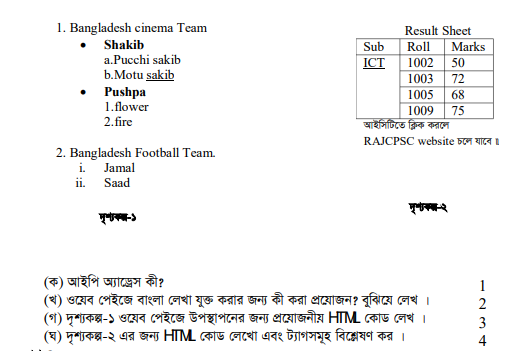 1. Bangladesh cinema Team
• Shakib
a.Pucchi sakib
b.Motu sakib
• Pushpa
1.flower
2.fire
2. Bangladesh Football Team.
i. Jamal
ii. Saad
দৃশ্যকল্প-১
Result Sheet
Sub Roll Marks
ICT 1002 50
1003 72
1005 68
1009 75
আইসিটিতে ক্লিক করলে
RAJCPSC website চলে যাবে ॥
দৃশ্যকল্প-২
(ক) আইপি অ্যাড্রেস কী? 1
(খ) ওয়েব পেইজে বাংলা লেখা যুক্ত করার জন্য কী করা প্রয়োজন? বুঝিয়ে লেখ । 2
(গ) দৃশ্যকল্প-১ ওয়েব পেইজে উপস্থাপনের জন্য প্রয়োজনীয় HTML কোড লেখ । 3
(ঘ) দৃশ্যকল্প-২ এর জন্য HTML কোড লেখো এবং ট্যাগসমূহ বিশ্লেষণ কর । 4